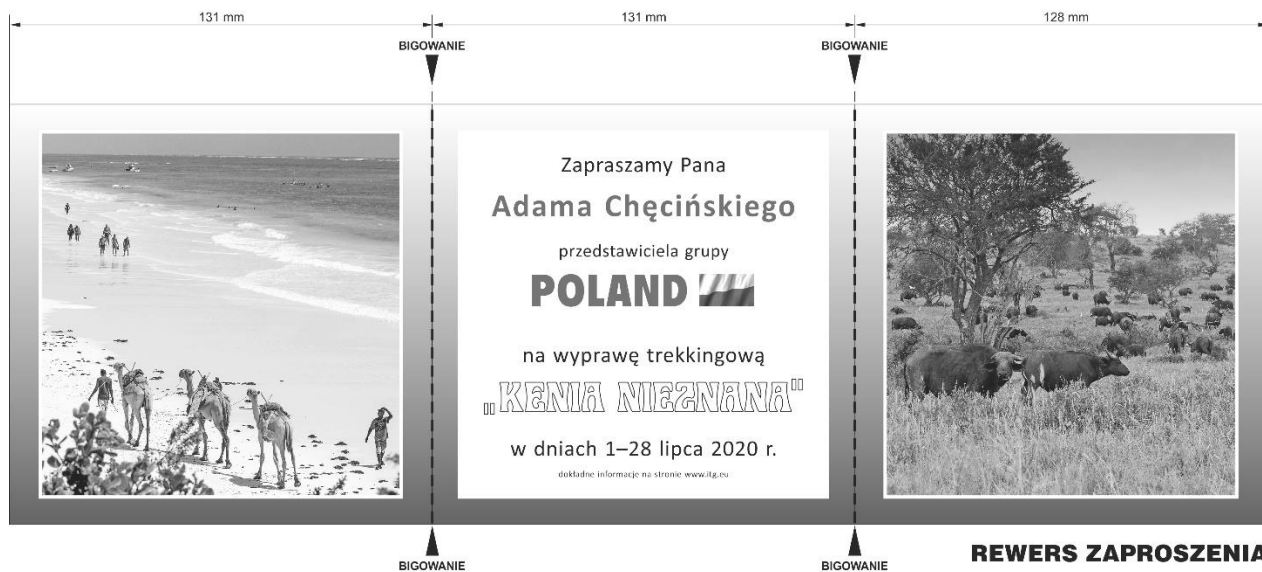 131 mm
131 mm
128 mm
BIGOWANIE
BIGOWANIE
Zapraszamy Pana
Adama Chęcińskiego
przedstawiciela grupy
POLAND
na wyprawę trekkingową
„KENIA NIEZNANA"
w dniach 1–28 lipca 2020 r.
dokładne informacje na stronie www.itg.eu
BIGOWANIE
BIGOWANIE
REWERS ZAPROSZENIA